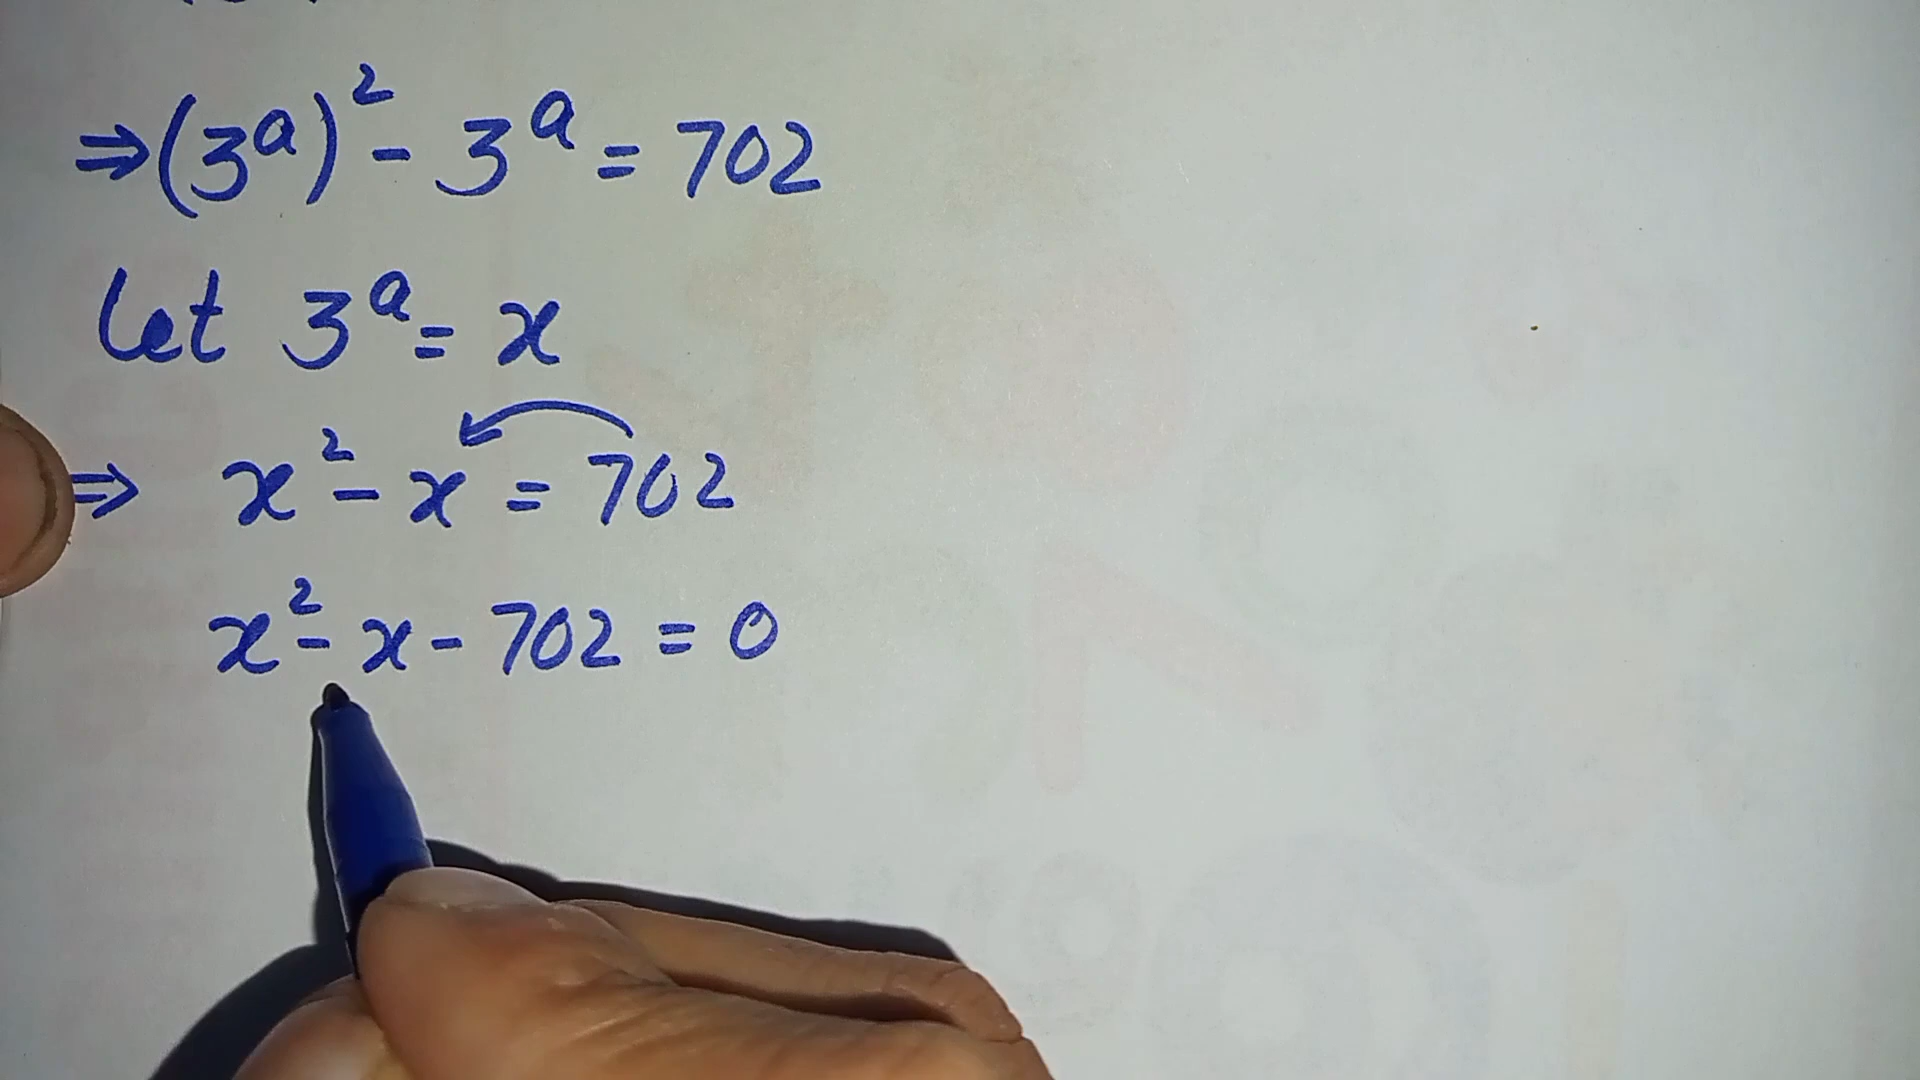 ⇒(3ᵃ)² - 3ᵃ = 702
let 3ᵃ = x
⇒ x² - x = 702
x² - x - 702 = 0